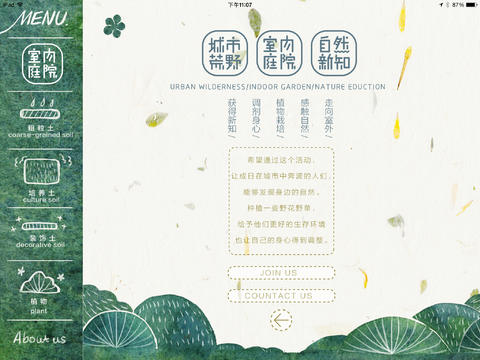 iPad
下午11:07
87%
MENU.
室内
庭院
粗粒土
coarse-grained soil
培养土
culture soil
装饰土
decorative soil
植物
plant
About us
城市
荒野
室内
庭院
自然
新知
URBAN WILDERNESS/INDOOR GARDEN/NATURE EDUCTION
走向室外/
感触自然/
植物栽培/
调剂身心/
获得新知/
希望通过这个活动,
让成日在城市中奔波的人们,
能够发现身边的自然。
种植一些野花野草,
给予他们更好的生存环境
也让自己的身心得到调整。
JOIN US
COUNTACT US